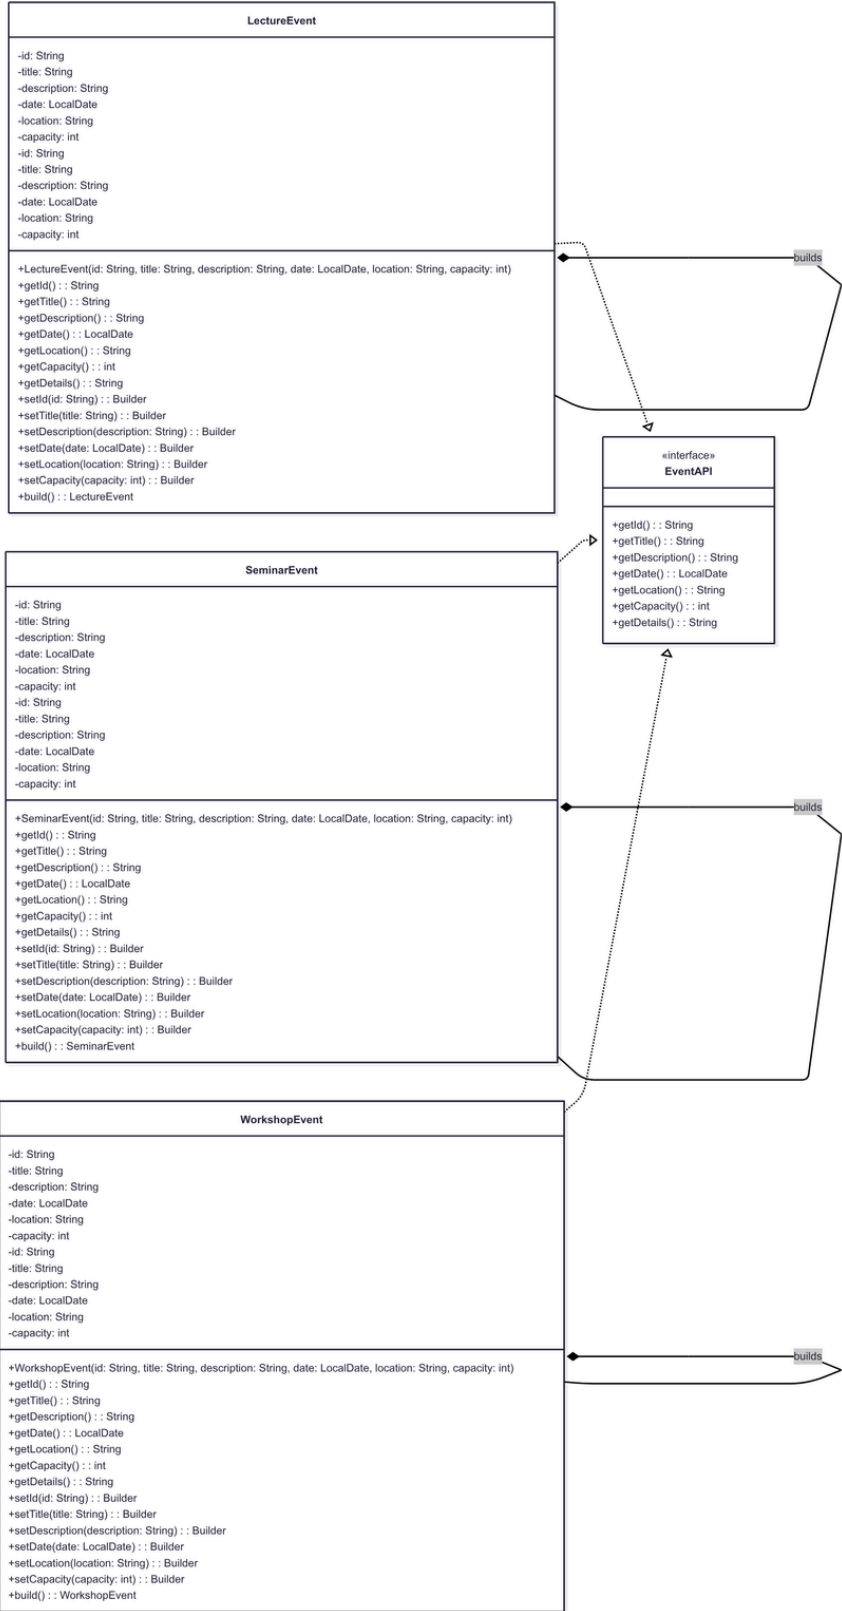 LectureEvent
-id: String
-title: String
-description: String
-date: LocalDate
-location: String
-capacity: int
-id: String
-title: String
-description: String
-date: LocalDate
-location: String
-capacity: int
+LectureEvent(id: String, title: String, description: String, date: LocalDate, location: String, capacity: int)
+getId() : : String
+getTitle() : : String
+getDescription() : : String
+getDate() : : LocalDate
+getLocation() : : String
+getCapacity() : : int
+getDetails() : : String
+setId(id: String) : : Builder
+setTitle(title: String) : : Builder
+setDescription(description: String) : : Builder
+setDate(date: LocalDate) : : Builder
+setLocation(location: String) : : Builder
+setCapacity(capacity: int) : : Builder
+build() : : LectureEvent
builds
«interface»
EventAPI
+getId() : : String
+getTitle() : : String
+getDescription() : : String
+getDate() : : LocalDate
+getLocation() : : String
+getCapacity() : : int
+getDetails() : : String
SeminarEvent
-id: String
-title: String
-description: String
-date: LocalDate
-location: String
-capacity: int
-id: String
-title: String
-description: String
-date: LocalDate
-location: String
-capacity: int
+SeminarEvent(id: String, title: String, description: String, date: LocalDate, location: String, capacity: int)
+getId() : : String
+getTitle() : : String
+getDescription() : : String
+getDate() : : LocalDate
+getLocation() : : String
+getCapacity() : : int
+getDetails() : : String
+setId(id: String) : : Builder
+setTitle(title: String) : : Builder
+setDescription(description: String) : : Builder
+setDate(date: LocalDate) : : Builder
+setLocation(location: String) : : Builder
+setCapacity(capacity: int) : : Builder
+build() : : SeminarEvent
builds
WorkshopEvent
-id: String
-title: String
-description: String
-date: LocalDate
-location: String
-capacity: int
-id: String
-title: String
-description: String
-date: LocalDate
-location: String
-capacity: int
+WorkshopEvent(id: String, title: String, description: String, date: LocalDate, location: String, capacity: int)
+getId() : : String
+getTitle() : : String
+getDescription() : : String
+getDate() : : LocalDate
+getLocation() : : String
+getCapacity() : : int
+getDetails() : : String
+setId(id: String) : : Builder
+setTitle(title: String) : : Builder
+setDescription(description: String) : : Builder
+setDate(date: LocalDate) : : Builder
+setLocation(location: String) : : Builder
+setCapacity(capacity: int) : : Builder
+build() : : WorkshopEvent
builds